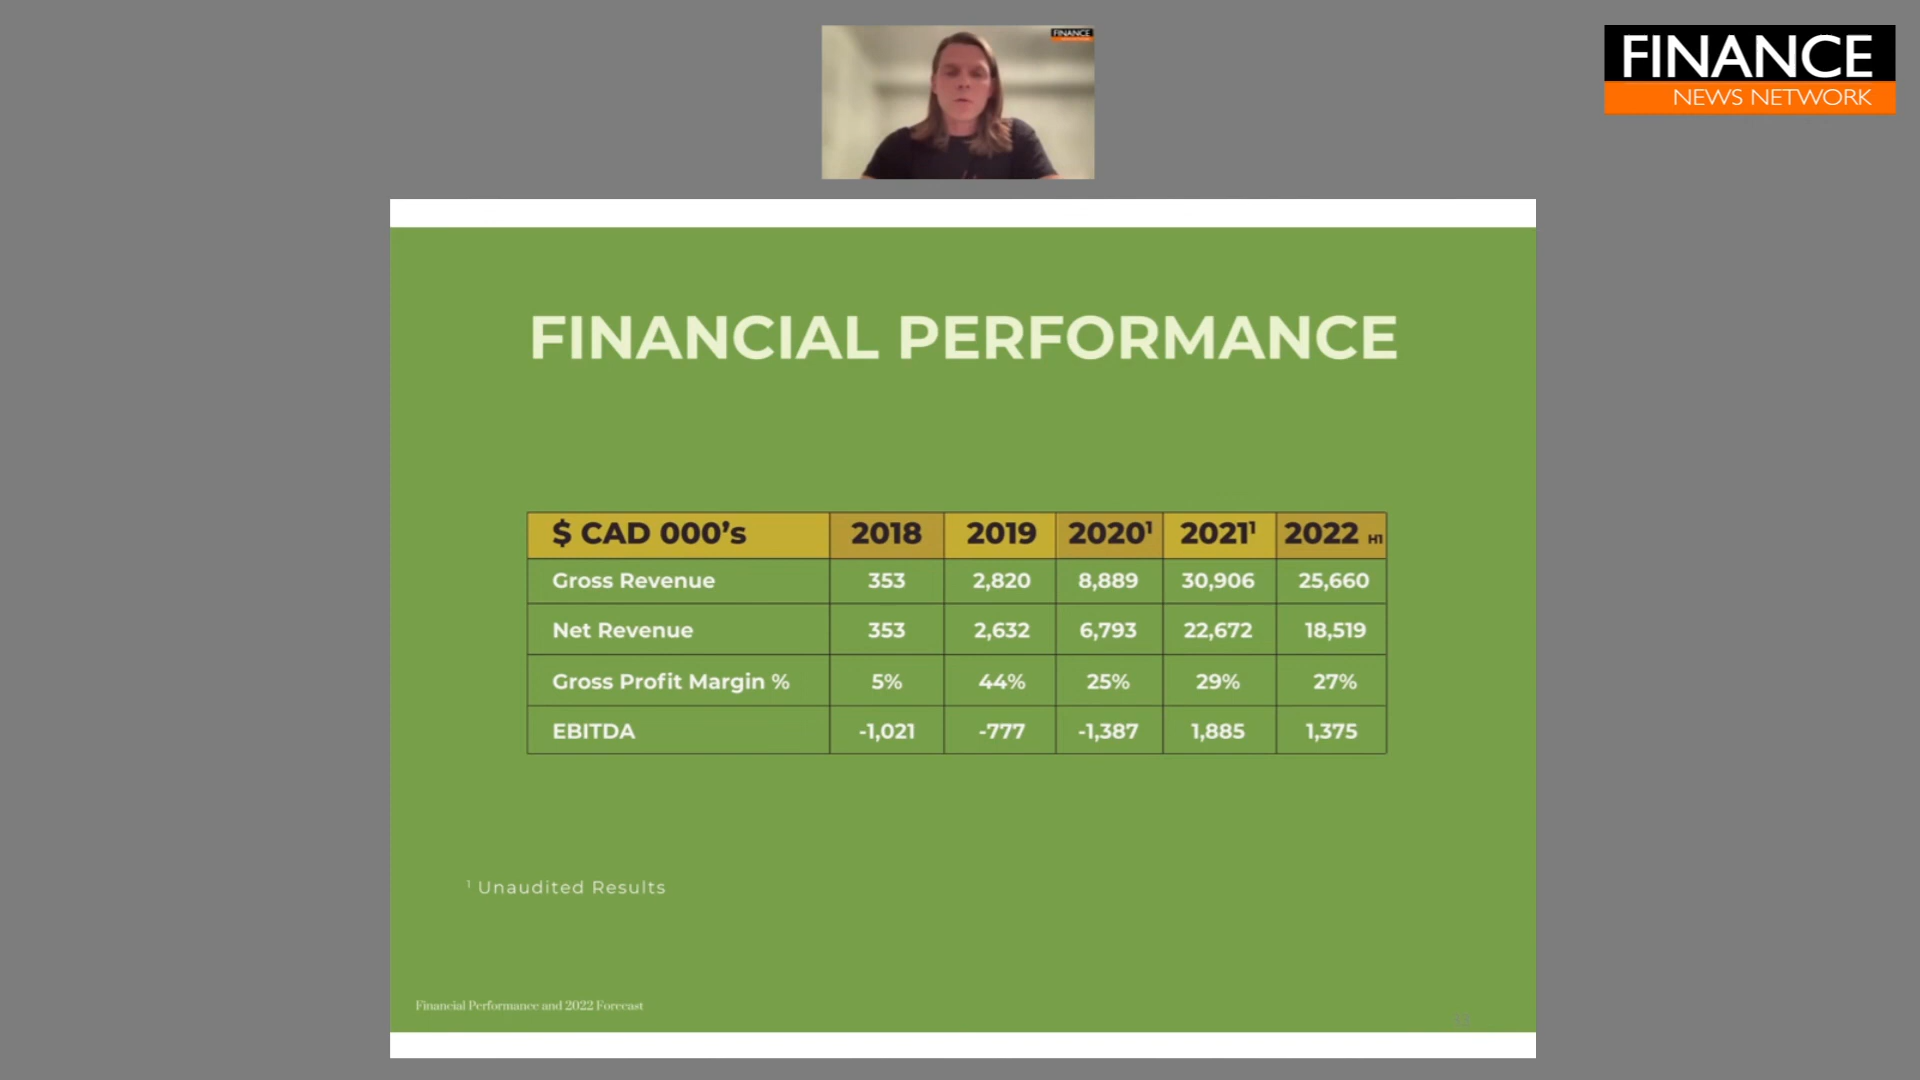 FINANCE
FINANCE
NEWS NETWORK
FINANCIAL PERFORMANCE
$ CAD 000’s 2018 2019 2020¹ 2021¹ 2022 H1
Gross Revenue 353 2,820 8,889 30,906 25,660
Net Revenue 353 2,632 6,793 22,672 18,519
Gross Profit Margin % 5% 44% 25% 29% 27%
EBITDA -1,021 -777 -1,387 1,885 1,375
¹ Unaudited Results
Financial Performance and 2022 Forecast